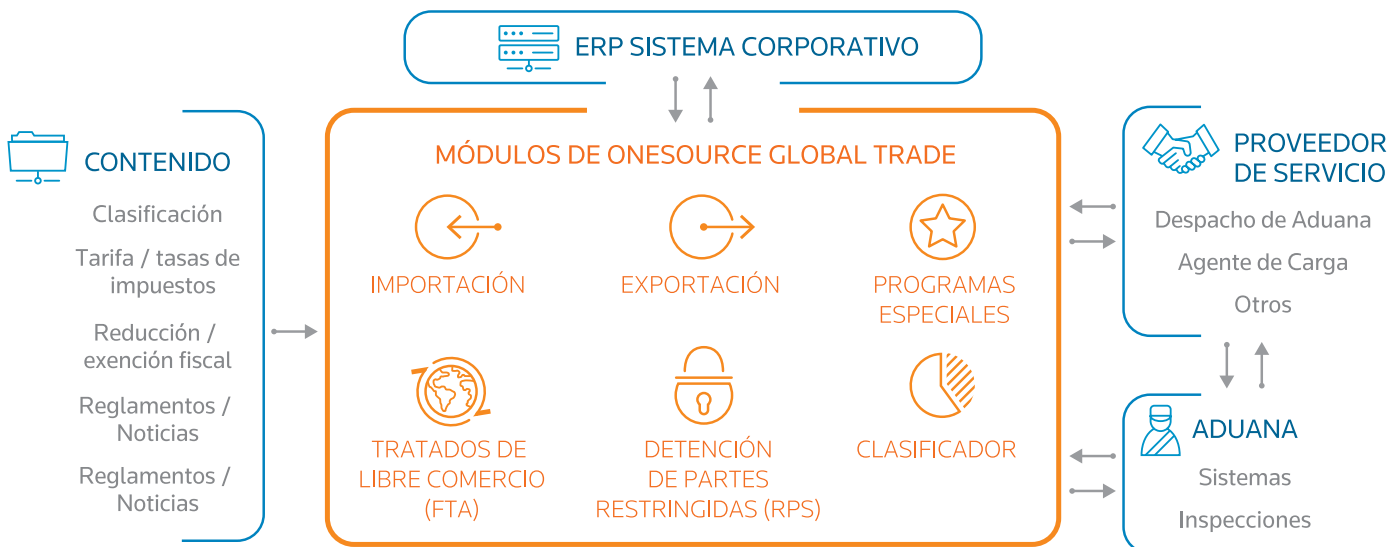 ERP SISTEMA CORPORATIVO
CONTENIDO
Clasificación
Tarifa / tasas de
impuestos
Reducción /
exención fiscal
Reglamentos /
Noticias
Reglamentos /
Noticias
MÓDULOS DE ONESOURCE GLOBAL TRADE
IMPORTACIÓN
EXPORTACIÓN
PROGRAMAS
ESPECIALES
TRATADOS DE
LIBRE COMERCIO
(FTA)
DETENCIÓN
DE PARTES
RESTRINGIDAS (RPS)
CLASIFICADOR
PROVEEDOR
DE SERVICIO
Despacho de Aduana
Agente de Carga
Otros
ADUANA
Sistemas
Inspecciones